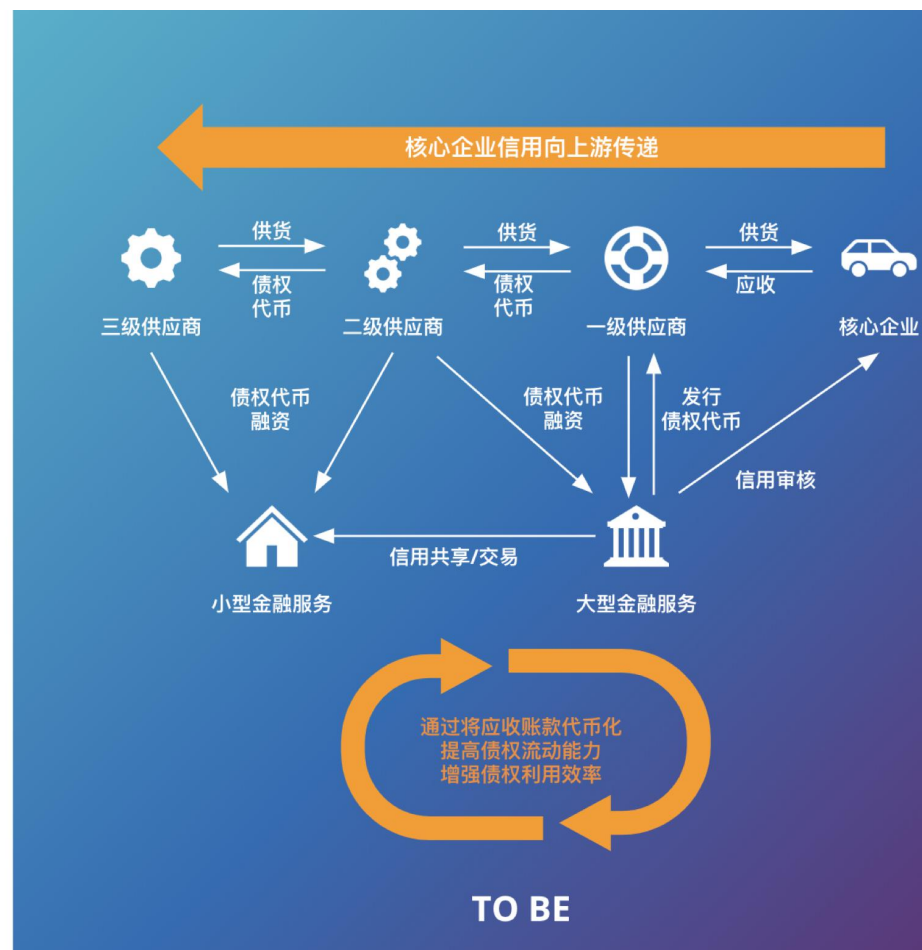 核心企业信用向上游传递
供货
供货
供货
债权
代币
债权
代币
应收
三级供应商
二级供应商
一级供应商
核心企业
债权代币
融资
债权代币
融资
发行
债权代币
信用审核
信用共享/交易
小型金融服务
大型金融服务
通过将应收账款代币化
提高债权流动能力
增强债权利用效率
TO BE